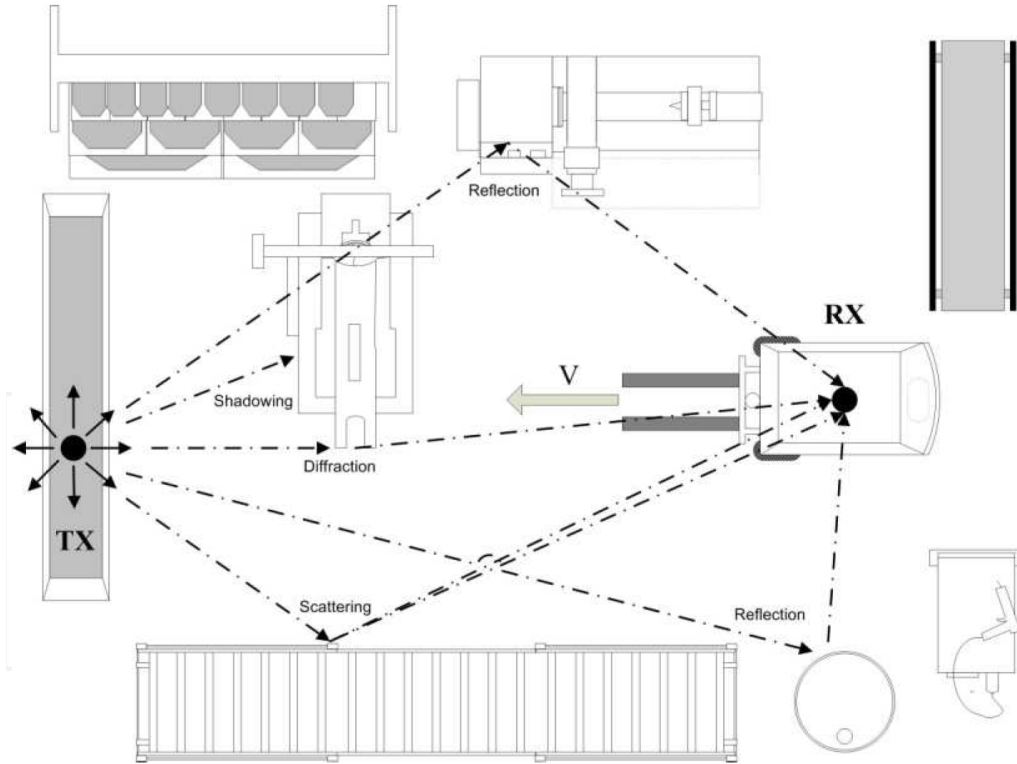 Reflection
RX
V
Shadowing
Diffraction
TX
Scattering
Reflection